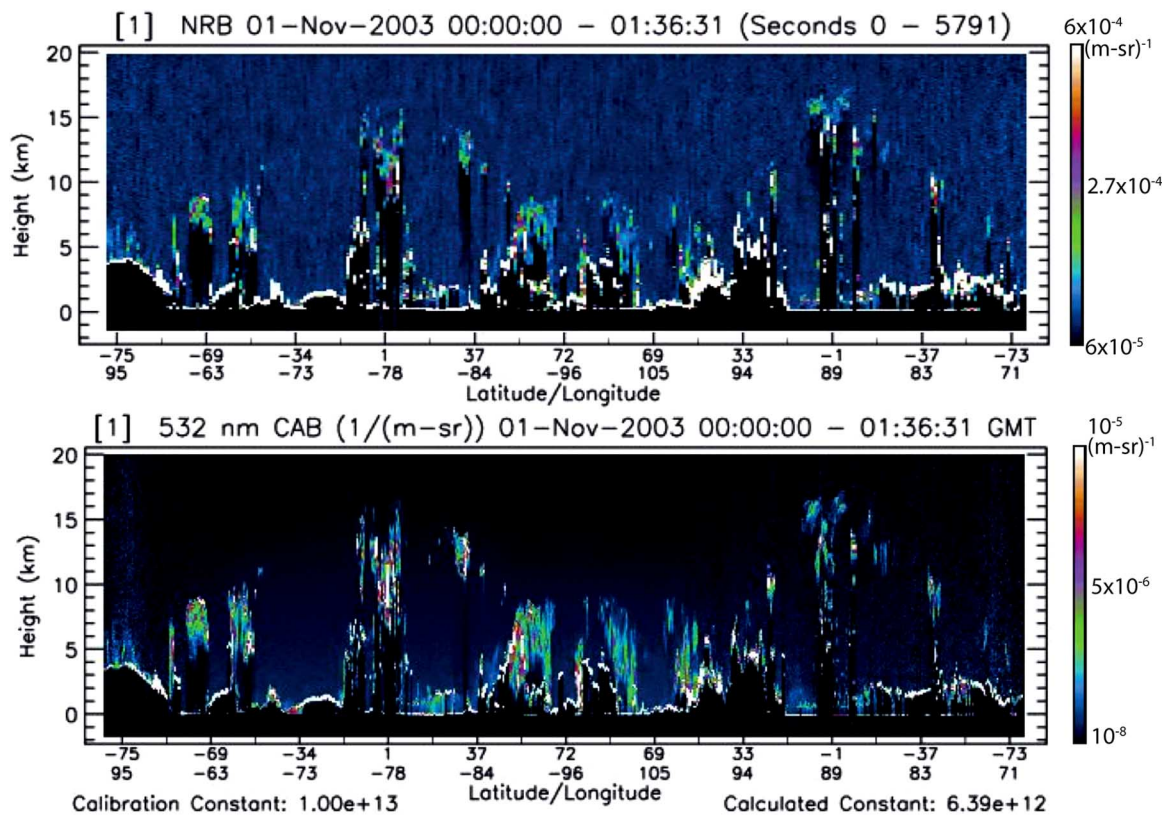 [1] NRB 01-Nov-2003 00:00:00 - 01:36:31 (Seconds 0 - 5791)
6x10-4
(m-sr)-1
20
15
10
5
0
Height (km)
2.7x10-4
6x10-5
-75 -69 -34 1 37 72 69 33 -1 -37 -73
95 -63 -73 -78 -84 -96 105 94 89 83 71
Latitude/Longitude
[1] 532 nm CAB (1/(m-sr)) 01-Nov-2003 00:00:00 - 01:36:31 GMT
10-5
(m-sr)-1
20
15
10
5
0
Height (km)
5x10-6
10-8
-75 -69 -34 1 37 72 69 33 -1 -37 -73
95 -63 -73 -78 -84 -96 105 94 89 83 71
Latitude/Longitude
Calibration Constant: 1.00e+13
Calculated Constant: 6.39e+12